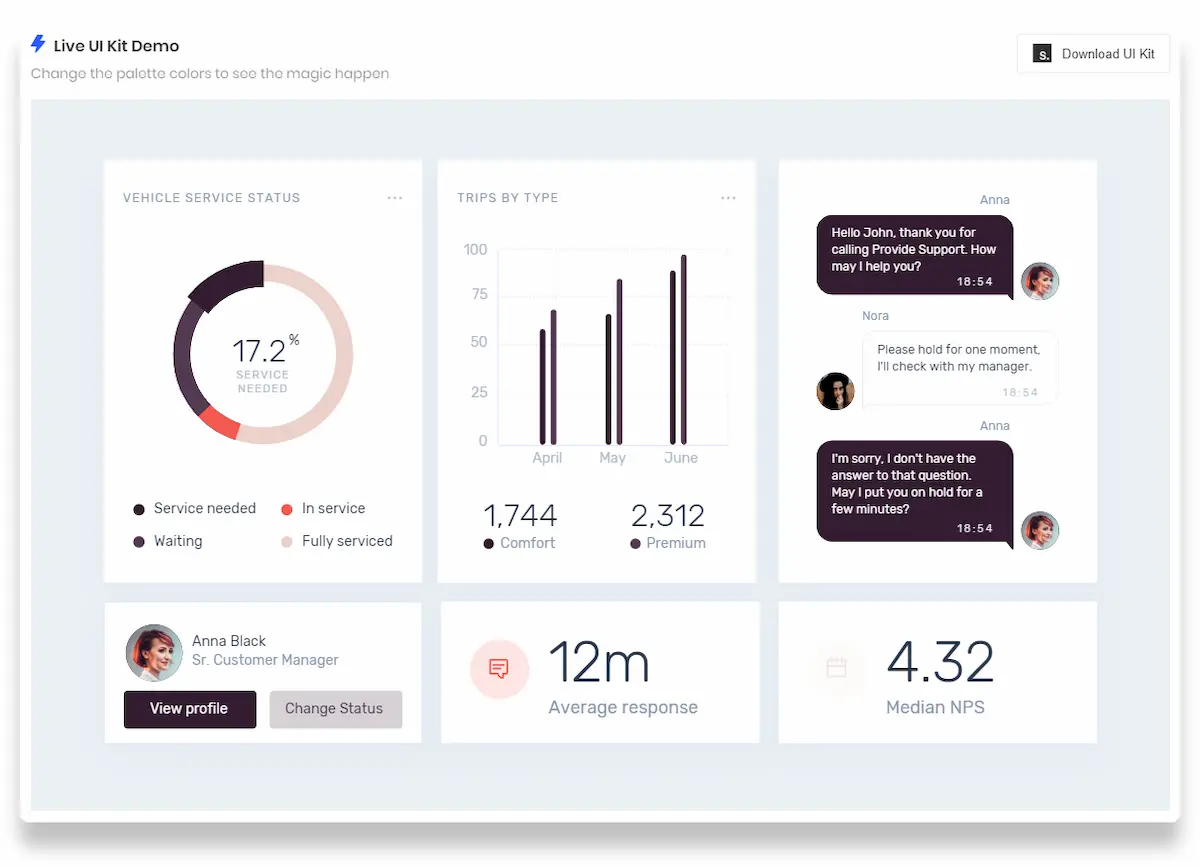 Live UI Kit Demo
Change the palette colors to see the magic happen
s.
Download UI Kit
VEHICLE SERVICE STATUS
17.2%
SERVICE
NEEDED
Service needed
In service
Waiting
Fully serviced
TRIPS BY TYPE
100
75
50
25
0
April
May
June
1,744
Comfort
2,312
Premium
Anna
Hello John, thank you for
calling Provide Support. How
may I help you?
18:54
Nora
Please hold for one moment,
I'll check with my manager.
18:54
Anna
I'm sorry, I don't have the
answer to that question.
May I put you on hold for a
few minutes?
18:54
Anna Black
Sr. Customer Manager
View profile
Change Status
12m
Average response
4.32
Median NPS